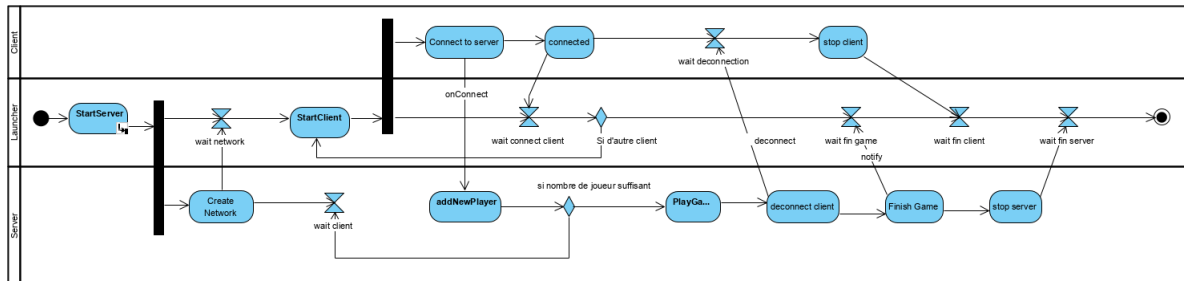 Client
Connect to server
connected
wait deconnection
stop client
onConnect
Launcher
StartServer
wait network
StartClient
wait connect client
Si d'autre client
deconnect
wait fin game
notify
wait fin client
wait fin server
Server
Create
Network
wait client
addNewPlayer
si nombre de joueur suffisant
PlayGa...
deconnect client
Finish Game
stop server